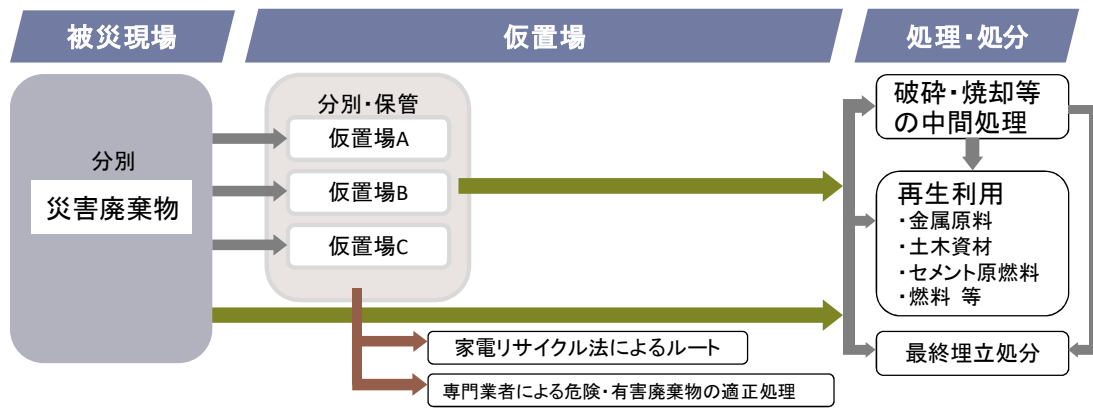 被災現場
仮置場
処理・処分
分別
災害廃棄物
分別・保管
仮置場A
仮置場B
仮置場C
家電リサイクル法によるルート
専門業者による危険・有害廃棄物の適正処理
破砕・焼却等
の中間処理
再生利用
・金属原料
・土木資材
・セメント原燃料
・燃料 等
最終埋立処分